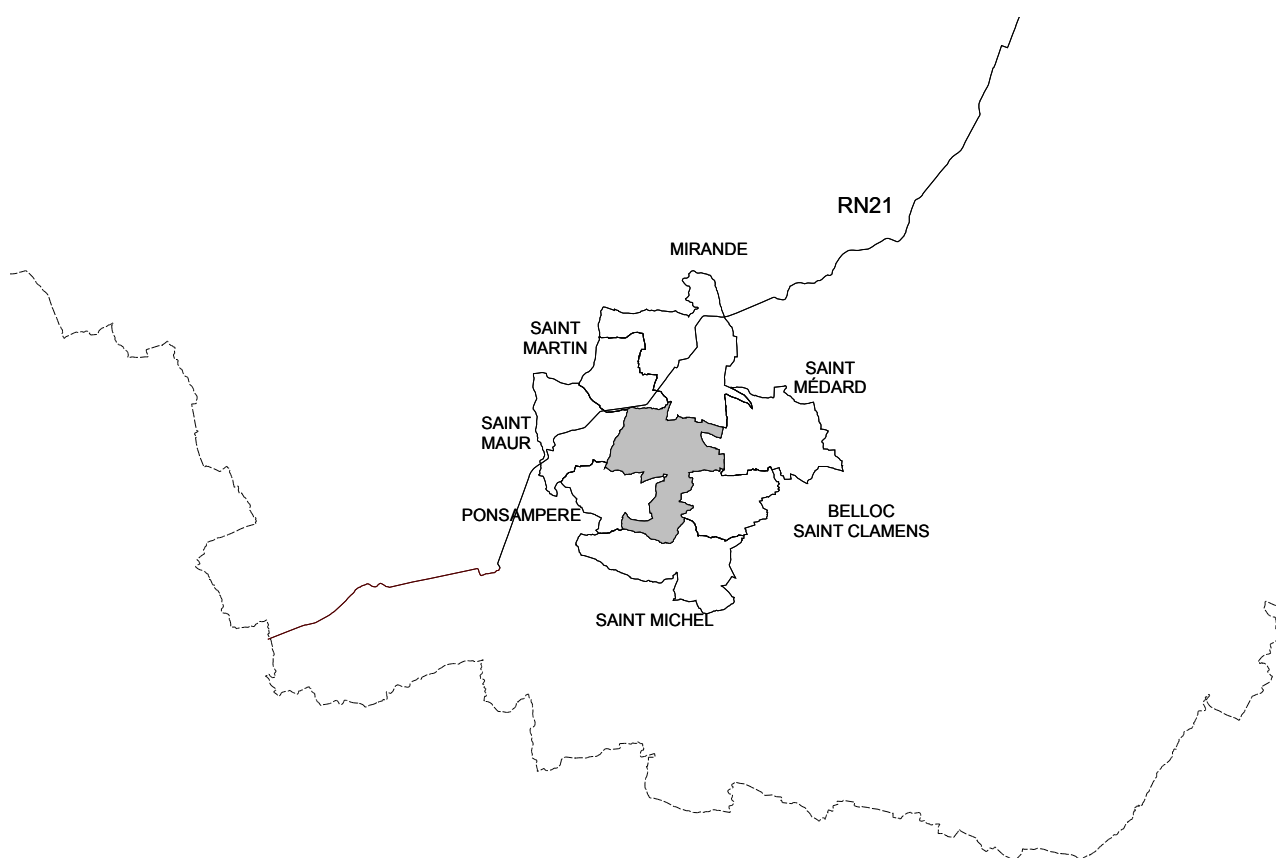 RN21
MIRANDE
SAINT
MARTIN
SAINT
MÉDARD
SAINT
MAUR
PONSAMPERE
BELLOC
SAINT CLAMENS
SAINT MICHEL